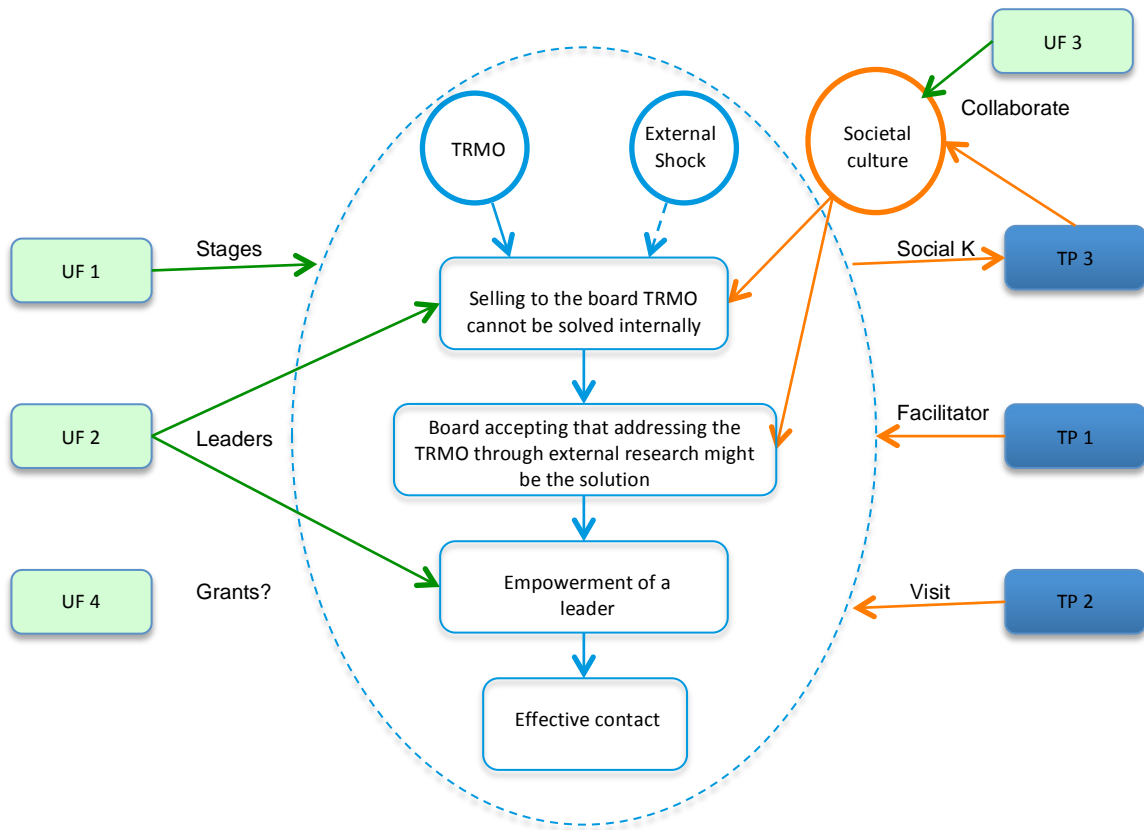 UF 3
TRMO
External
Shock
Societal
culture
Collaborate
UF 1
Stages
Social K
TP 3
Selling to the board TRMO
cannot be solved internally
UF 2
Leaders
Board accepting that addressing the
TRMO through external research might
be the solution
Facilitator
TP 1
UF 4
Grants?
Empowerment of a
leader
Visit
TP 2
Effective contact